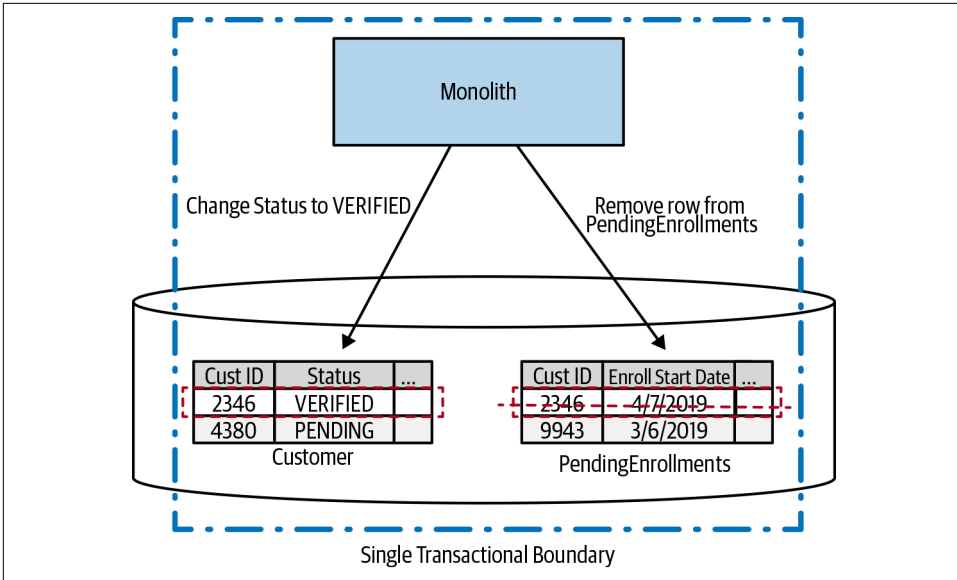 Monolith
Change Status to VERIFIED
Remove row from
PendingEnrollments
Cust ID Status ...
2346 VERIFIED
4380 PENDING
Customer
Cust ID Enroll Start Date ...
2346 4/7/2019
9943 3/6/2019
PendingEnrollments
Single Transactional Boundary